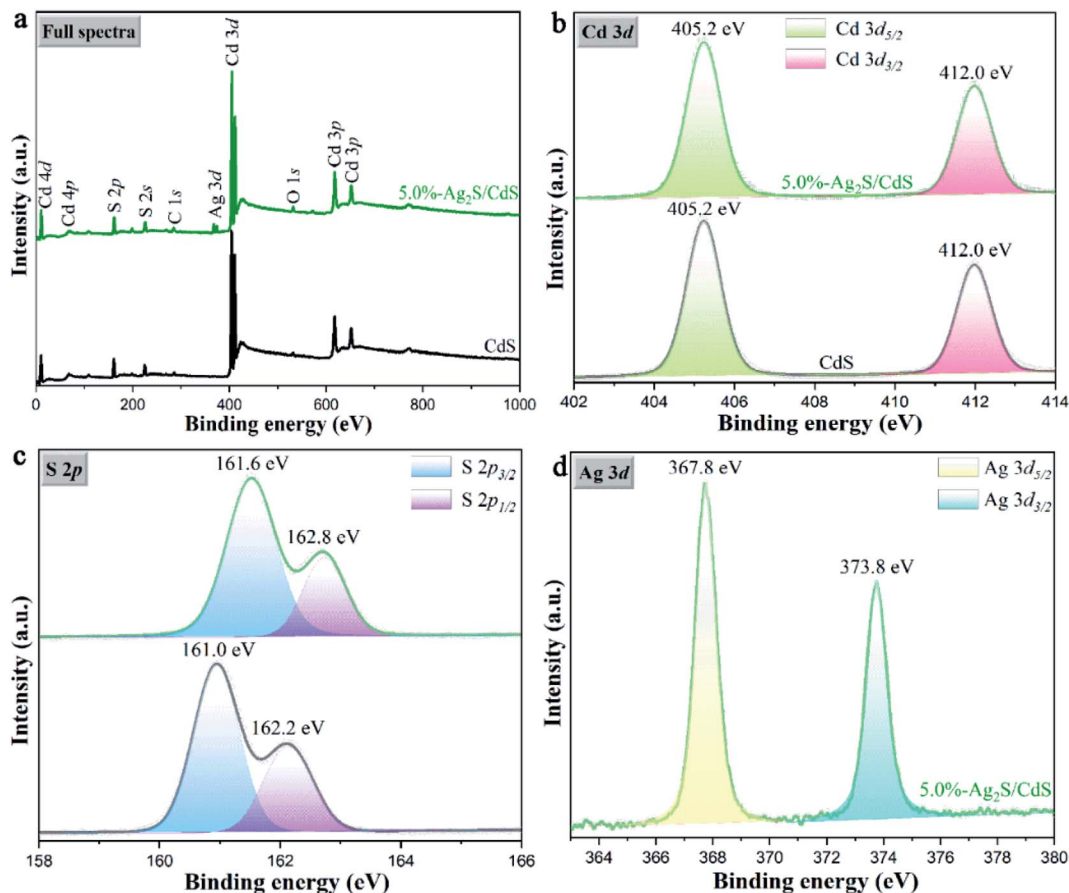 a
Full spectra
Cd 4d
Cd 4p
S 2p
S 2s
C 1s
Ag 3d
Cd 3d
O 1s
Cd 3p
Cd 3p
5.0%-Ag₂S/CdS
CdS
Intensity (a.u.)
0 200 400 600 800 1000
Binding energy (eV)
b
Cd 3d
405.2 eV
Cd 3d5/2
Cd 3d3/2
412.0 eV
5.0%-Ag₂S/CdS
405.2 eV
412.0 eV
CdS
Intensity (a.u.)
402 404 406 408 410 412 414
Binding energy (eV)
c
S 2p
161.6 eV
S 2p3/2
S 2p1/2
162.8 eV
161.0 eV
162.2 eV
Intensity (a.u.)
158 160 162 164 166
Binding energy (eV)
d
Ag 3d
367.8 eV
Ag 3d5/2
Ag 3d3/2
373.8 eV
5.0%-Ag₂S/CdS
Intensity (a.u.)
364 366 368 370 372 374 376 378 380
Binding energy (eV)